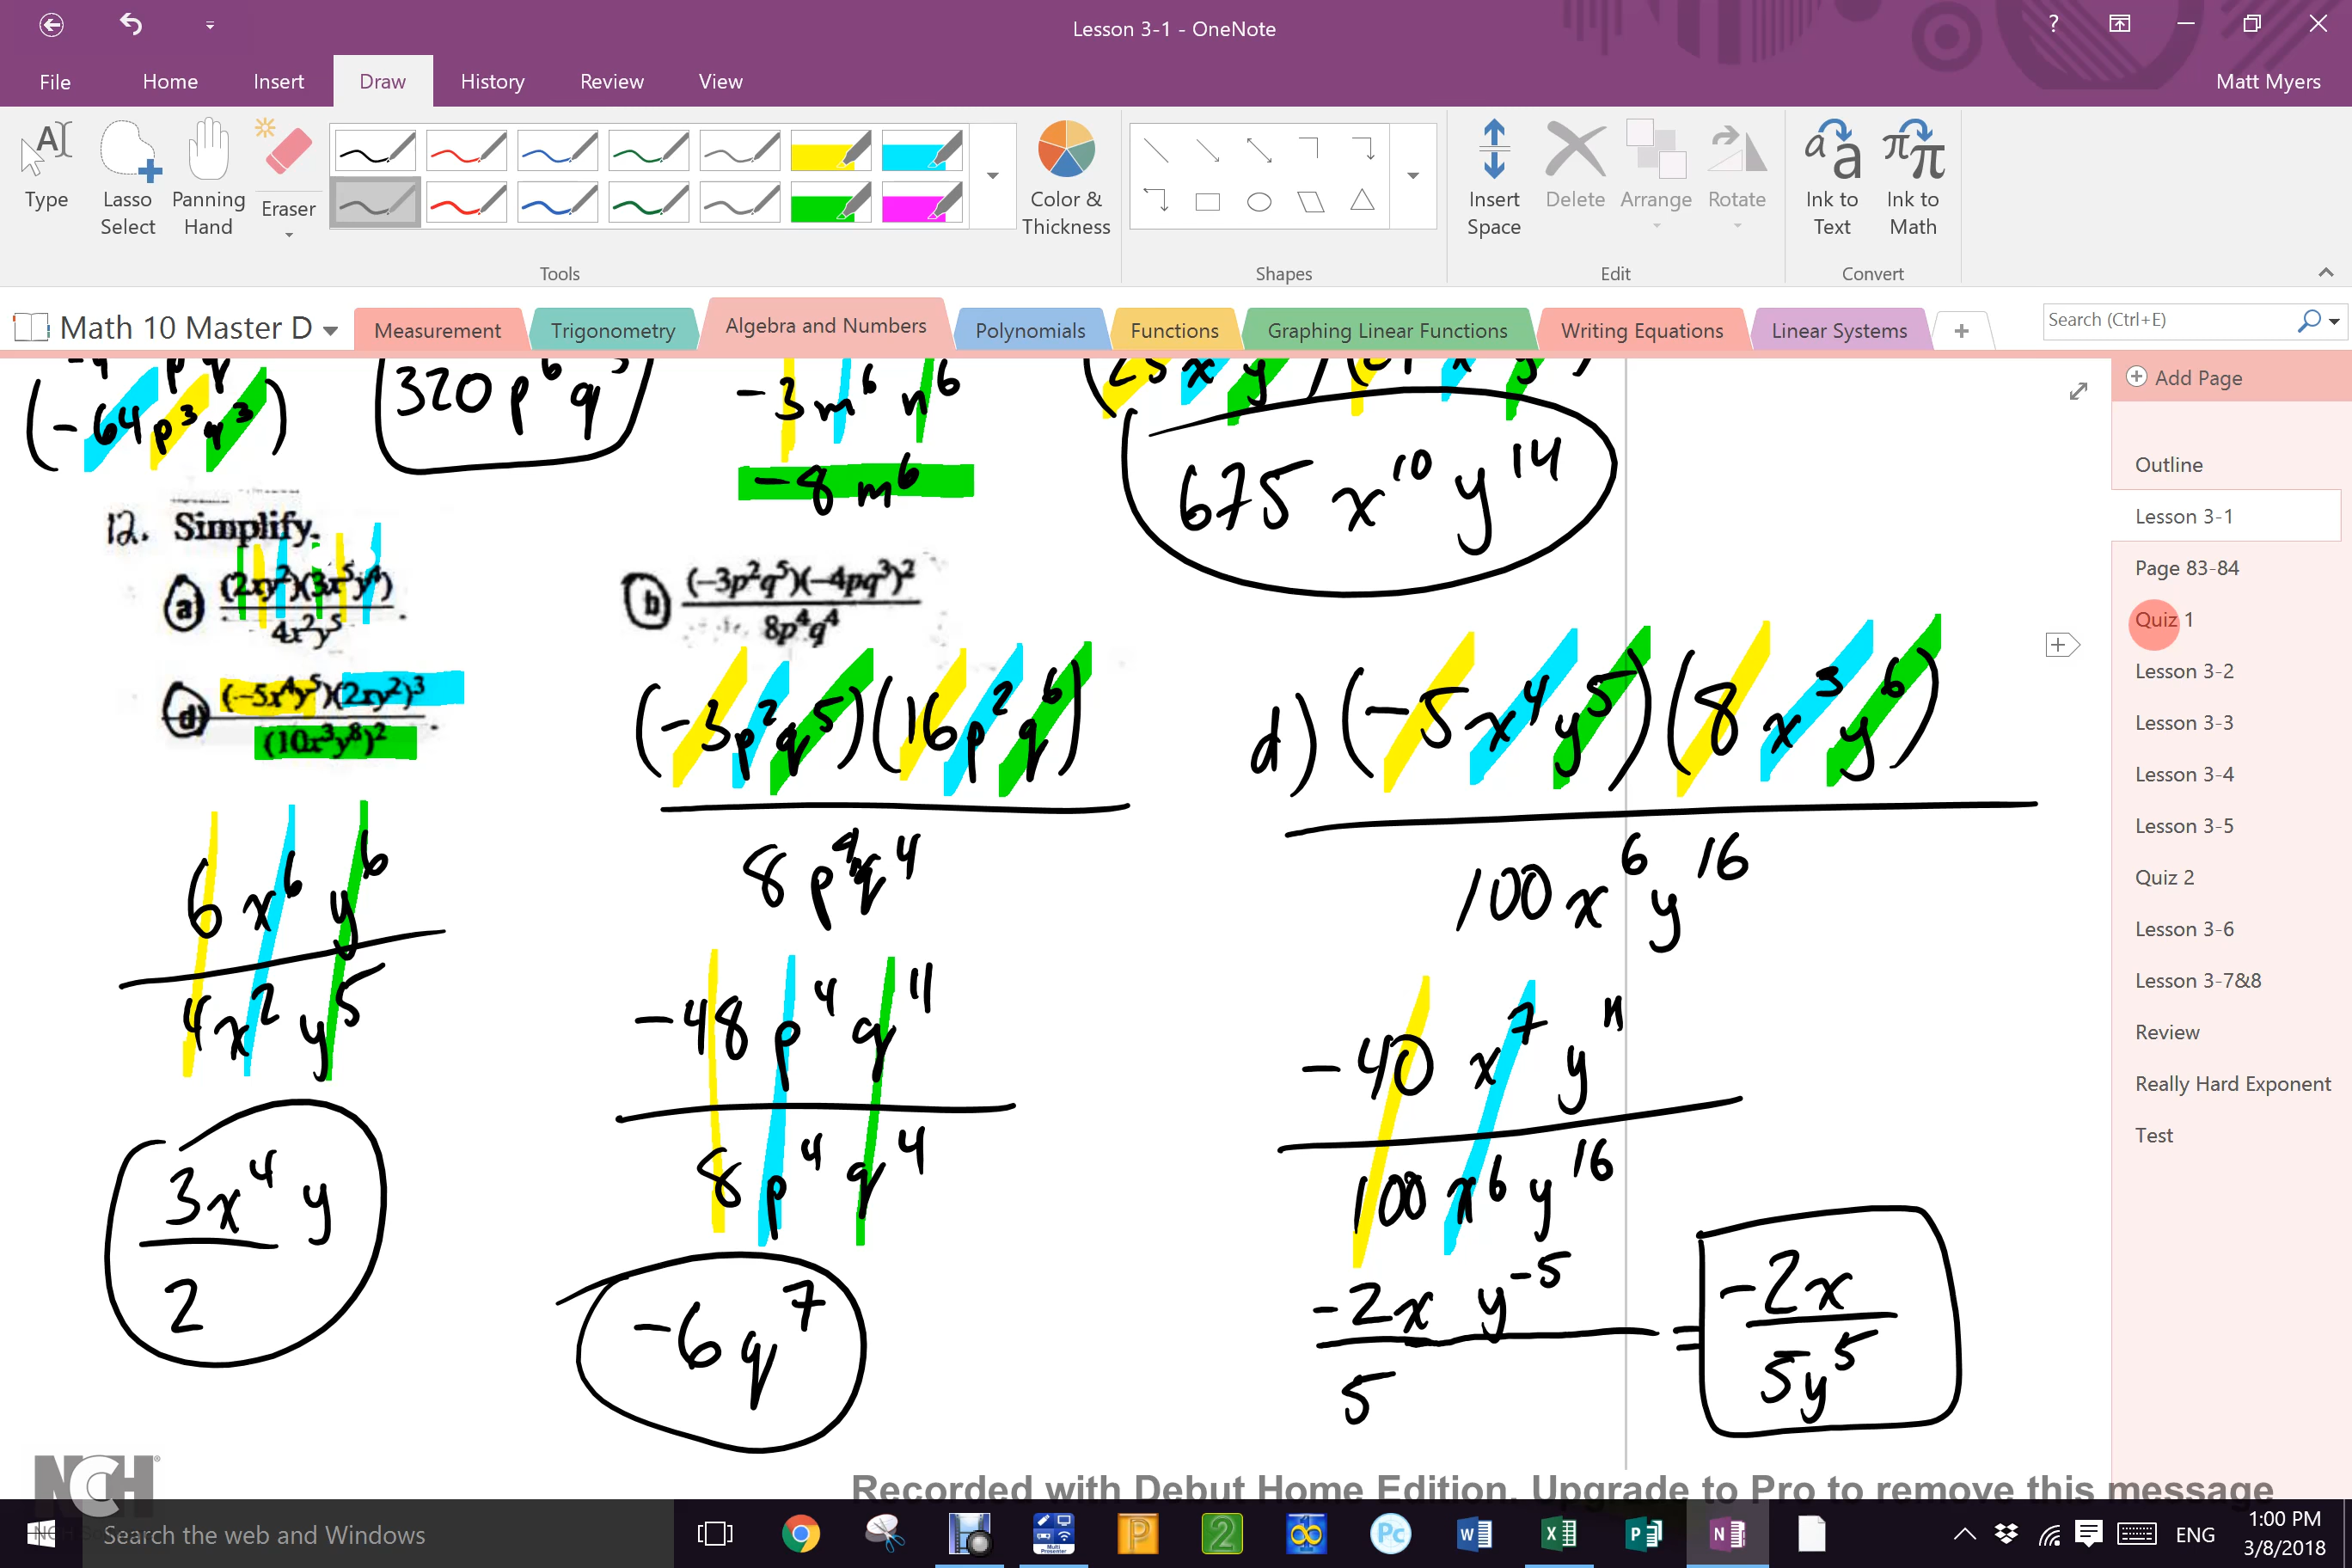 Lesson 3-1 - OneNote
?
File Home Insert Draw History Review View Matt Myers
Type
Lasso Select
Panning Hand
Eraser
Color & Thickness
Insert Space
Delete Arrange Rotate
Ink to Text
Ink to Math
Tools Shapes Edit Convert
Math 10 Master D Measurement Trigonometry Algebra and Numbers Polynomials Functions Graphing Linear Functions Writing Equations Linear Systems +
Search (Ctrl+E)
Add Page
Outline
Lesson 3-1
Page 83-84
Quiz 1
Lesson 3-2
Lesson 3-3
Lesson 3-4
Lesson 3-5
Quiz 2
Lesson 3-6
Lesson 3-7&8
Review
Really Hard Exponent
Test
(-64p³q³)
320p⁶q⁵
-3m⁶n⁶
-8m⁶
675x¹⁰y¹⁴
12. Simplify.
a) (2xy²)(3x⁵y⁴)
4x²y⁵
d) (-5x⁴y⁵)(2xy²)³
(10x³y⁸)²
6x⁶y⁶
4x²y⁵
3x⁴y
2
b) (-3p²q⁵)(-4pq³)²
8p⁴q⁴
(-3p²q⁵)(16p²q⁶)
8p⁴q⁴
-48p⁴q¹¹
8p⁴q⁴
-6q⁷
d) (-5x⁴y⁵)(8x³y⁶)
100x⁶y¹⁶
-40x⁷y¹¹
100x⁶y¹⁶
-2xy⁻⁵ = -2x
5 5y⁵
NCH
Recorded with Debut Home Edition. Upgrade to Pro to remove this message
Search the web and Windows
ENG
1:00 PM
3/8/2018